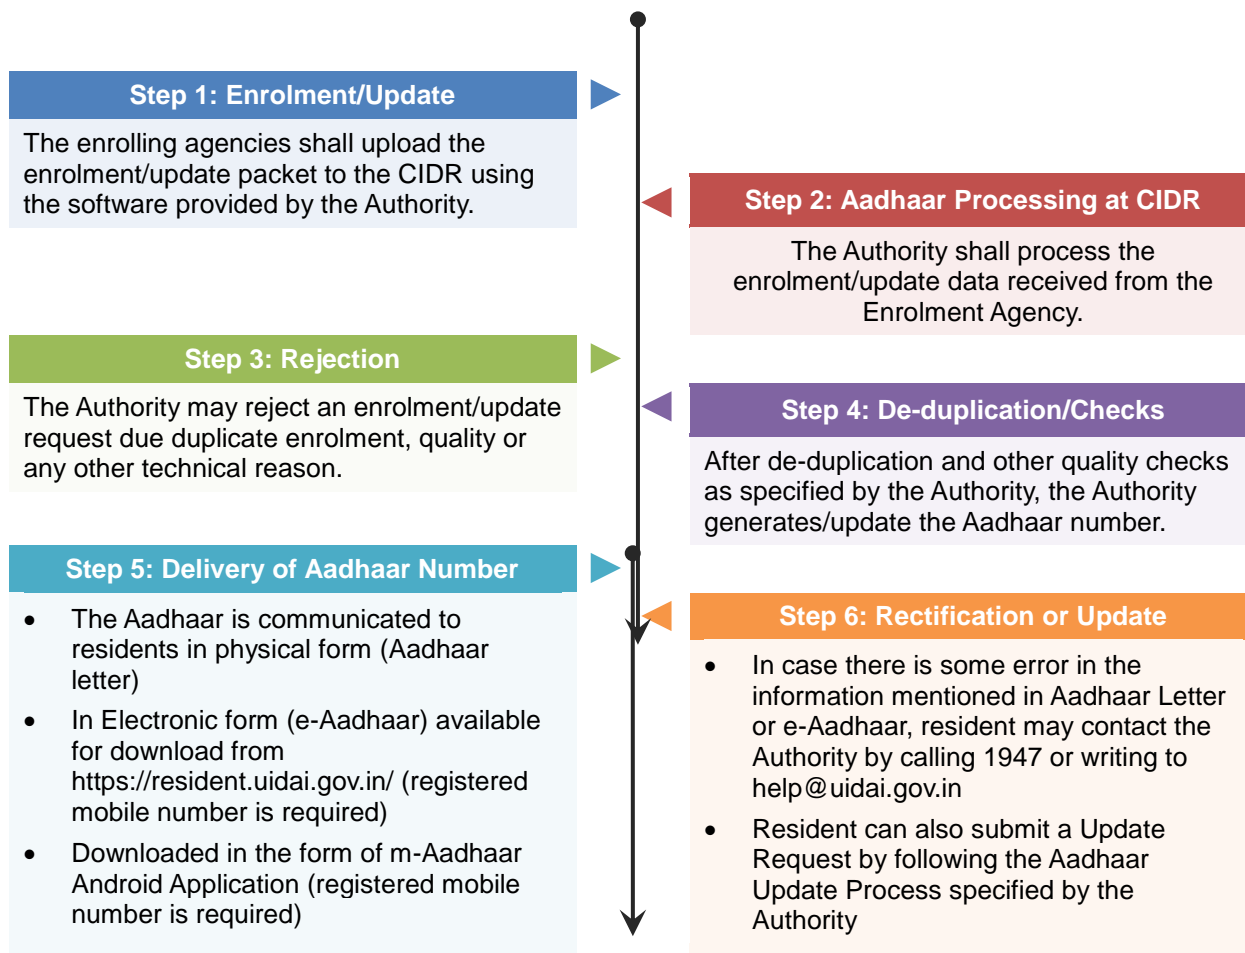 Step 1: Enrolment/Update
The enrolling agencies shall upload the
enrolment/update packet to the CIDR using
the software provided by the Authority.
Step 2: Aadhaar Processing at CIDR
The Authority shall process the
enrolment/update data received from the
Enrolment Agency.
Step 3: Rejection
The Authority may reject an enrolment/update
request due duplicate enrolment, quality or
any other technical reason.
Step 4: De-duplication/Checks
After de-duplication and other quality checks
as specified by the Authority, the Authority
generates/update the Aadhaar number.
Step 5: Delivery of Aadhaar Number
• The Aadhaar is communicated to
residents in physical form (Aadhaar
letter)
• In Electronic form (e-Aadhaar) available
for download from
https://resident.uidai.gov.in/ (registered
mobile number is required)
• Downloaded in the form of m-Aadhaar
Android Application (registered mobile
number is required)
Step 6: Rectification or Update
• In case there is some error in the
information mentioned in Aadhaar Letter
or e-Aadhaar, resident may contact the
Authority by calling 1947 or writing to
help@uidai.gov.in
• Resident can also submit a Update
Request by following the Aadhaar
Update Process specified by the
Authority